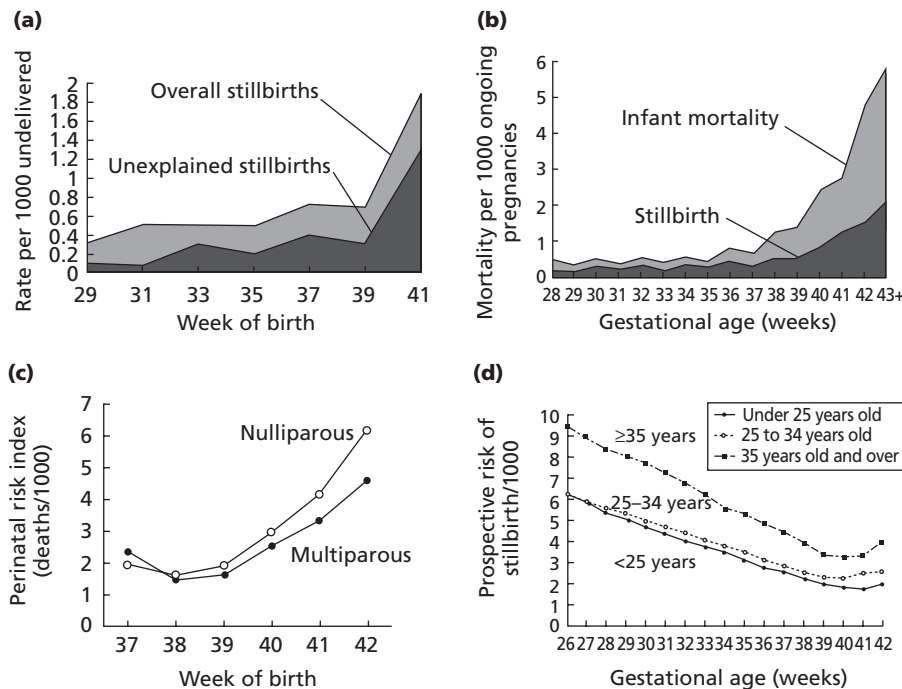 (a)
Rate per 1000 undelivered
2
1.8
1.6
1.4
1.2
1
0.8
0.6
0.4
0.2
0
Overall stillbirths
Unexplained stillbirths
29 31 33 35 37 39 41
Week of birth
(b)
Mortality per 1000 ongoing
pregnancies
6
5
4
3
2
1
0
Infant mortality
Stillbirth
28 29 30 31 32 33 34 35 36 37 38 39 40 41 42 43+
Gestational age (weeks)
(c)
Perinatal risk index
(deaths/1000)
7
6
5
4
3
2
1
0
Nulliparous
Multiparous
37 38 39 40 41 42
Week of birth
(d)
Prospective risk of
stillbirth/1000
10
9
8
7
6
5
4
3
2
1
0
Under 25 years old
25 to 34 years old
35 years old and over
≥35 years
25–34 years
<25 years
26 27 28 29 30 31 32 33 34 35 36 37 38 39 40 41 42
Gestational age (weeks)